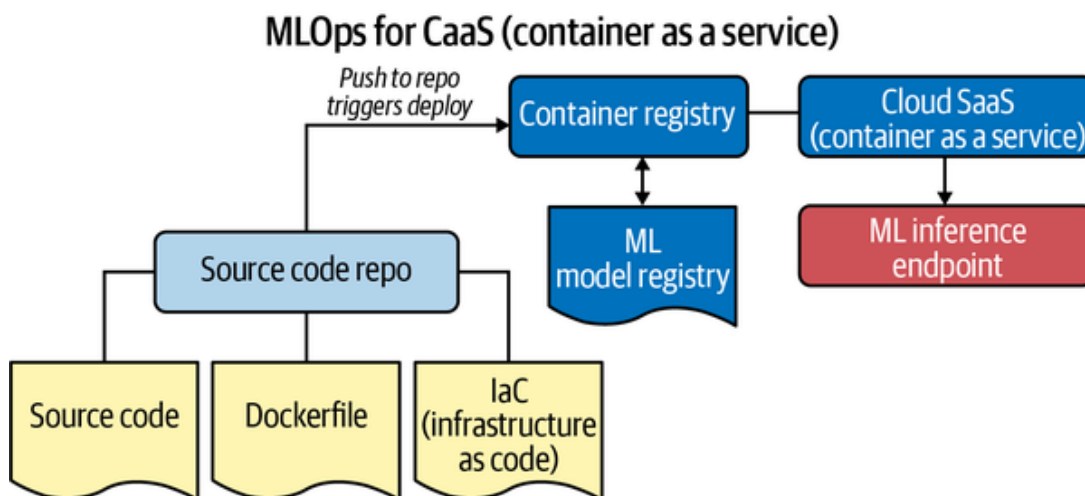 MLOps for CaaS (container as a service)
Push to repo
triggers deploy
Container registry
Cloud SaaS
(container as a service)
ML
model registry
ML inference
endpoint
Source code repo
Source code
Dockerfile
IaC
(infrastructure
as code)